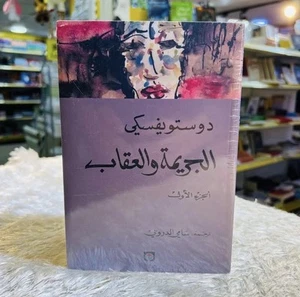 دوستويفسكي
الجريمة والعقاب
الجزء الأول
ترجمة سامي الدروبي